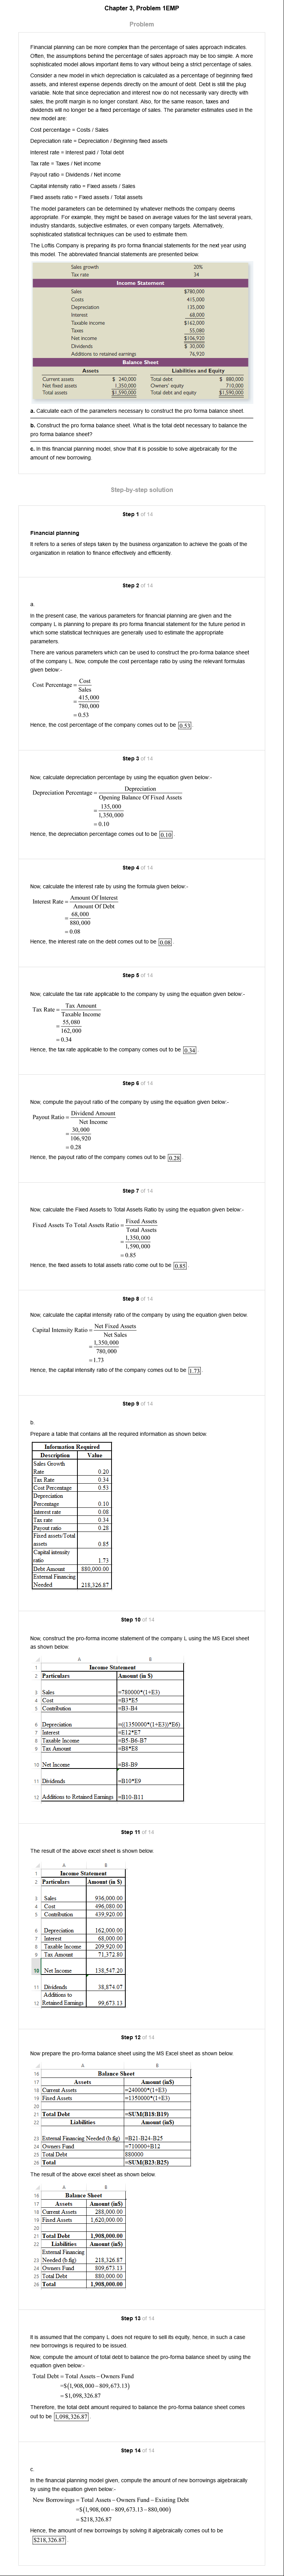 Chapter 3, Problem 1EMP
Problem
Financial planning can be more complex than the percentage of sales approach indicates.
Often, the assumptions behind the percentage of sales approach may be too simple. A more
sophisticated model allows important items to vary without being a strict percentage of sales.
Consider a new model in which depreciation is calculated as a percentage of beginning fixed
assets, and interest expense depends directly on the amount of debt. Debt is still the plug
variable. Note that since depreciation and interest now do not necessarily vary directly with
sales, the profit margin is no longer constant. Also, for the same reason, taxes and
dividends will no longer be a fixed percentage of sales. The parameter estimates used in the
new model are:
Cost percentage = Costs / Sales
Depreciation rate = Depreciation / Beginning fixed assets
Interest rate = Interest paid / Total debt
Tax rate = Taxes / Net income
Payout ratio = Dividends / Net income
Capital intensity ratio = Fixed assets / Sales
Fixed assets ratio = Fixed assets / Total assets
The model parameters can be determined by whatever methods the company deems
appropriate. For example, they might be based on average values for the last several years,
industry standards, subjective estimates, or even company targets. Alternatively,
sophisticated statistical techniques can be used to estimate them.
The Loftis Company is preparing its pro forma financial statements for the next year using
this model. The abbreviated financial statements are presented below.
Sales growth 20%
Tax rate 34
Income Statement
Sales $780,000
Costs 415,000
Depreciation 135,000
Interest 68,000
Taxable income $162,000
Taxes 55,080
Net income $106,920
Dividends $ 30,000
Additions to retained earnings 76,920
Balance Sheet
Assets Liabilities and Equity
Current assets $ 240,000 Total debt $ 880,000
Net fixed assets 1,350,000 Owners' equity 710,000
Total assets $1,590,000 Total debt and equity $1,590,000
a. Calculate each of the parameters necessary to construct the pro forma balance sheet.
b. Construct the pro forma balance sheet. What is the total debt necessary to balance the
pro forma balance sheet?
c. In this financial planning model, show that it is possible to solve algebraically for the
amount of new borrowing.
Step-by-step solution
Step 1 of 14
Financial planning
It refers to a series of steps taken by the business organization to achieve the goals of the
organization in relation to finance effectively and efficiently.
Step 2 of 14
a.
In the present case, the various parameters for financial planning are given and the
company L is planning to prepare its pro forma financial statement for the future period in
which some statistical techniques are generally used to estimate the appropriate
parameters.
There are various parameters which can be used to construct the pro-forma balance sheet
of the company L. Now, compute the cost percentage ratio by using the relevant formulas
given below:-
Cost Percentage = Cost / Sales
= 415,000 / 780,000
= 0.53
Hence, the cost percentage of the company comes out to be 0.53.
Step 3 of 14
Now, calculate depreciation percentage by using the equation given below:-
Depreciation Percentage = Depreciation / Opening Balance Of Fixed Assets
= 135,000 / 1,350,000
= 0.10
Hence, the depreciation percentage comes out to be 0.10.
Step 4 of 14
Now, calculate the interest rate by using the formula given below:-
Interest Rate = Amount Of Interest / Amount Of Debt
= 68,000 / 880,000
= 0.08
Hence, the interest rate on the debt comes out to be 0.08.
Step 5 of 14
Now, calculate the tax rate applicable to the company by using the equation given below:-
Tax Rate = Tax Amount / Taxable Income
= 55,080 / 162,000
= 0.34
Hence, the tax rate applicable to the company comes out to be 0.34.
Step 6 of 14
Now, compute the payout ratio of the company by using the equation given below:-
Payout Ratio = Dividend Amount / Net Income
= 30,000 / 106,920
= 0.28
Hence, the payout ratio of the company comes out to be 0.28.
Step 7 of 14
Now, calculate the Fixed Assets to Total Assets Ratio by using the equation given below:-
Fixed Assets To Total Assets Ratio = Fixed Assets / Total Assets
= 1,350,000 / 1,590,000
= 0.85
Hence, the fixed assets to total assets ratio come out to be 0.85.
Step 8 of 14
Now, calculate the capital intensity ratio of the company by using the equation given below.
Capital Intensity Ratio = Net Fixed Assets / Net Sales
= 1,350,000 / 780,000
= 1.73
Hence, the capital intensity ratio of the company comes out to be 1.73.
Step 9 of 14
b.
Prepare a table that contains all the required information as shown below.
Information Required
Description Value
Sales Growth
Rate 0.20
Tax Rate 0.34
Cost Percentage 0.53
Depreciation
Percentage 0.10
Interest rate 0.08
Tax rate 0.34
Payout ratio 0.28
Fixed assets/Total
assets 0.85
Capital intensity
ratio 1.73
Debt Amount 880,000.00
External Financing
Needed 218,326.87
Step 10 of 14
Now, construct the pro-forma income statement of the company L using the MS Excel sheet
as shown below.
A B
1 Income Statement
2 Particulars Amount (in $)
3 Sales =780000*(1+E3)
4 Cost =B3*E5
5 Contribution =B3-B4
6 Depreciation =((1350000*(1+E3))*E6)
7 Interest =E12*E7
8 Taxable Income =B5-B6-B7
9 Tax Amount =B8*E8
10 Net Income =B8-B9
11 Dividends =B10*E9
12 Additions to Retained Earnings =B10-B11
Step 11 of 14
The result of the above excel sheet is shown below.
A B
1 Income Statement
2 Particulars Amount (in $)
3 Sales 936,000.00
4 Cost 496,080.00
5 Contribution 439,920.00
6 Depreciation 162,000.00
7 Interest 68,000.00
8 Taxable Income 209,920.00
9 Tax Amount 71,372.80
10 Net Income 138,547.20
11 Dividends 38,874.07
Additions to
12 Retained Earnings 99,673.13
Step 12 of 14
Now prepare the pro-forma balance sheet using the MS Excel sheet as shown below.
A B
16 Balance Sheet
17 Assets Amount (in$)
18 Current Assets =240000*(1+E3)
19 Fixed Assets =1350000*(1+E3)
20
21 Total Debt =SUM(B18:B19)
22 Liabilities Amount (in$)
23 External Financing Needed (b.fig) =B21-B24-B25
24 Owners Fund =710000+B12
25 Total Debt 880000
26 Total =SUM(B23:B25)
The result of the above excel sheet as shown below.
A B
16 Balance Sheet
17 Assets Amount (in$)
18 Current Assets 288,000.00
19 Fixed Assets 1,620,000.00
20
21 Total Debt 1,908,000.00
22 Liabilities Amount (in$)
External Financing
23 Needed (b.fig) 218,326.87
24 Owners Fund 809,673.13
25 Total Debt 880,000.00
26 Total 1,908,000.00
Step 13 of 14
It is assumed that the company L does not require to sell its equity, hence, in such a case
new borrowings is required to be issued.
Now, compute the amount of total debt to balance the pro-forma balance sheet by using the
equation given below:-
Total Debt = Total Assets – Owners Fund
=$(1,908,000 – 809,673.13)
= $1,098,326.87
Therefore, the total debt amount required to balance the pro-forma balance sheet comes
out to be 1,098,326.87.
Step 14 of 14
c.
In the financial planning model given, compute the amount of new borrowings algebraically
by using the equation given below:-
New Borrowings = Total Assets – Owners Fund – Existing Debt
=$(1,908,000 – 809,673.13 – 880,000)
= $218,326.87
Hence, the amount of new borrowings by solving it algebraically comes out to be
$218,326.87.